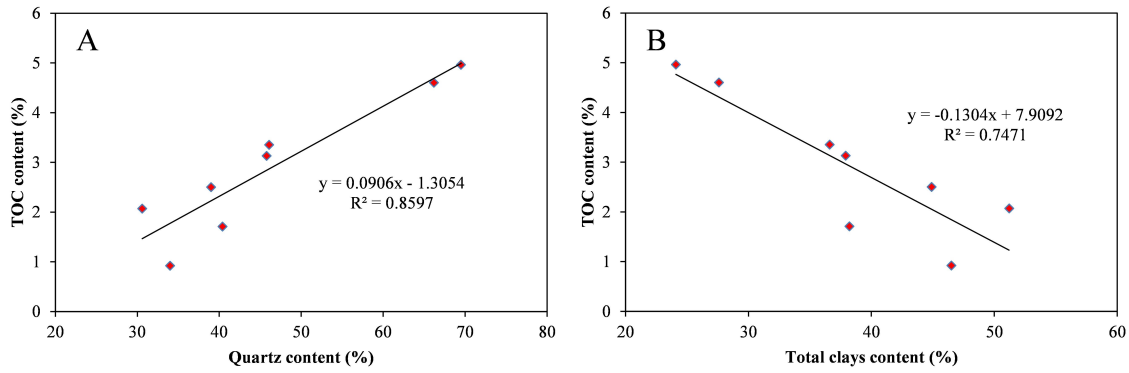 A
TOC content (%)
6
5
4
3
2
1
0
y = 0.0906x - 1.3054
R² = 0.8597
20 30 40 50 60 70 80
Quartz content (%)
B
TOC content (%)
6
5
4
3
2
1
0
y = -0.1304x + 7.9092
R² = 0.7471
20 30 40 50 60
Total clays content (%)